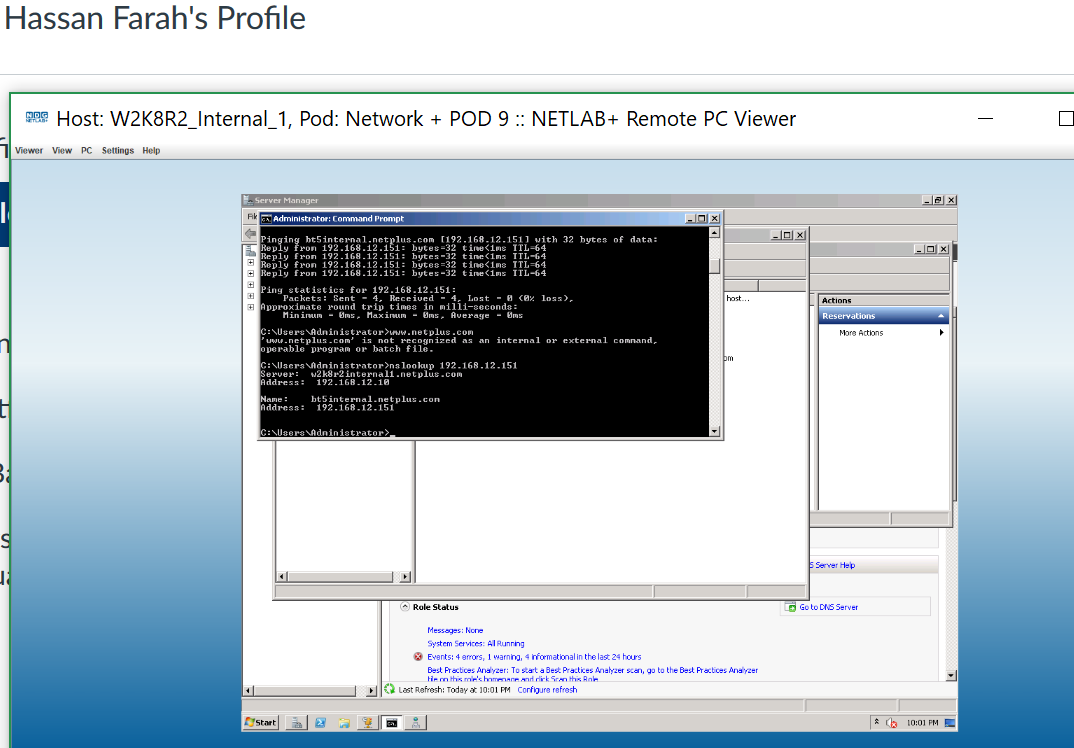 Hassan Farah's Profile
NDG
NETLAB+
Host: W2K8R2_Internal_1, Pod: Network + POD 9 :: NETLAB+ Remote PC Viewer
Viewer View PC Settings Help
Server Manager
Administrator: Command Prompt
Pinging bt5internal.netplus.com [192.168.12.151] with 32 bytes of data:
Reply from 192.168.12.151: bytes=32 time<1ms TTL=64
Reply from 192.168.12.151: bytes=32 time<1ms TTL=64
Reply from 192.168.12.151: bytes=32 time<1ms TTL=64
Reply from 192.168.12.151: bytes=32 time<1ms TTL=64
Ping statistics for 192.168.12.151:
Packets: Sent = 4, Received = 4, Lost = 0 (0% loss),
Approximate round trip times in milli-seconds:
Minimum = 0ms, Maximum = 0ms, Average = 0ms
C:\Users\Administrator>www.netplus.com
'www.netplus.com' is not recognized as an internal or external command,
operable program or batch file.
C:\Users\Administrator>nslookup 192.168.12.151
Server: w2k8r2internal1.netplus.com
Address: 192.168.12.10
Name: bt5internal.netplus.com
Address: 192.168.12.151
C:\Users\Administrator>_
host...
Actions
Reservations
More Actions
S Server Help
Role Status
Go to DNS Server
Messages: None
System Services: All Running
Events: 4 errors, 1 warning, 4 informational in the last 24 hours
Best Practices Analyzer: To start a Best Practices Analyzer scan, go to the Best Practices Analyzer
tile on this role's homepage and click Scan this Role
Last Refresh: Today at 10:01 PM Configure refresh
Start
10:01 PM